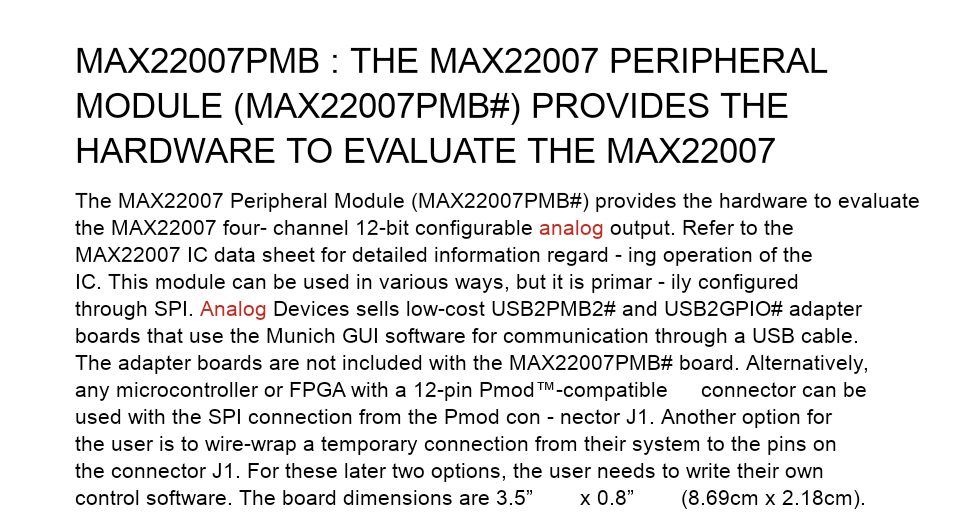 MAX22007PMB : THE MAX22007 PERIPHERAL
MODULE (MAX22007PMB#) PROVIDES THE
HARDWARE TO EVALUATE THE MAX22007
The MAX22007 Peripheral Module (MAX22007PMB#) provides the hardware to evaluate
the MAX22007 four- channel 12-bit configurable analog output. Refer to the
MAX22007 IC data sheet for detailed information regard - ing operation of the
IC. This module can be used in various ways, but it is primar - ily configured
through SPI. Analog Devices sells low-cost USB2PMB2# and USB2GPIO# adapter
boards that use the Munich GUI software for communication through a USB cable.
The adapter boards are not included with the MAX22007PMB# board. Alternatively,
any microcontroller or FPGA with a 12-pin Pmod™-compatible connector can be
used with the SPI connection from the Pmod con - nector J1. Another option for
the user is to wire-wrap a temporary connection from their system to the pins on
the connector J1. For these later two options, the user needs to write their own
control software. The board dimensions are 3.5” x 0.8” (8.69cm x 2.18cm).